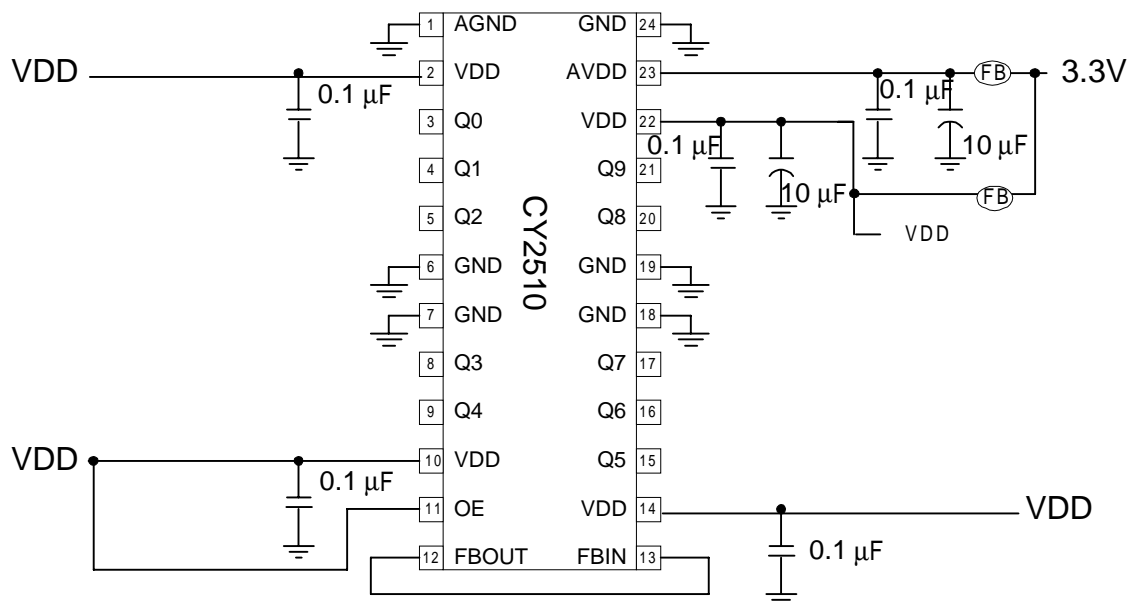 1 AGND GND 24
VDD 2 VDD AVDD 23 FB 3.3V
0.1 µF 0.1 µF
3 Q0 VDD 22
0.1 µF 10 µF
4 Q1 Q9 21
10 µF FB
5 Q2 Q8 20
VDD
CY2510
6 GND GND 19
7 GND GND 18
8 Q3 Q7 17
9 Q4 Q6 16
VDD 10 VDD Q5 15
0.1 µF
11 OE VDD 14 VDD
12 FBOUT FBIN 13 0.1 µF